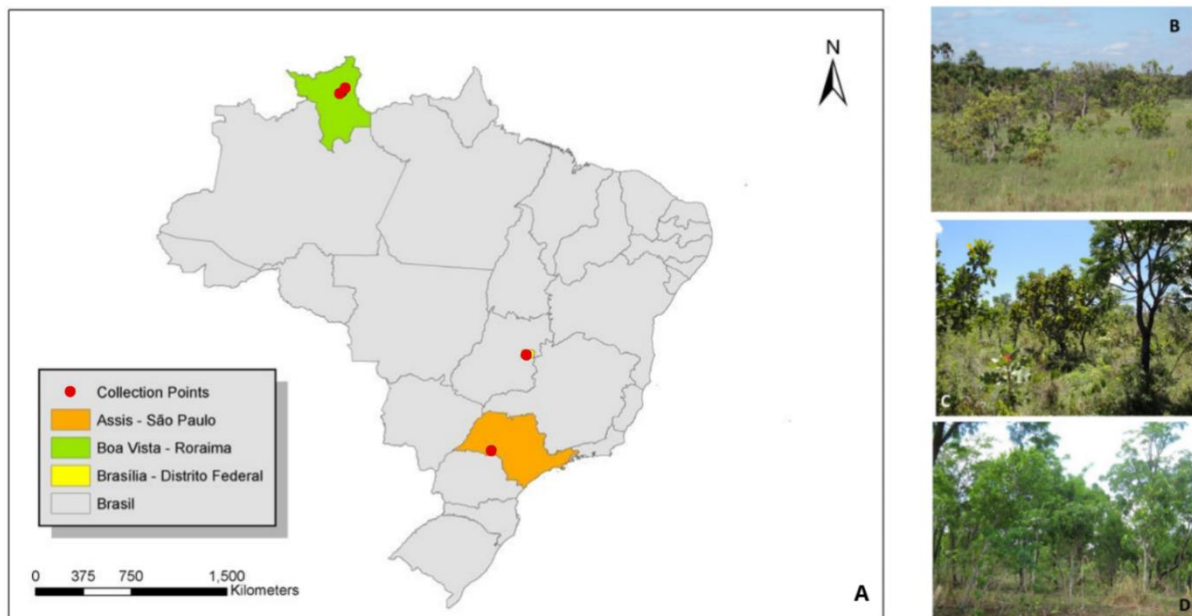 N
Collection Points
Assis - São Paulo
Boa Vista - Roraima
Brasília - Distrito Federal
Brasil
0 375 750 1,500
Kilometers
A
B
C
D